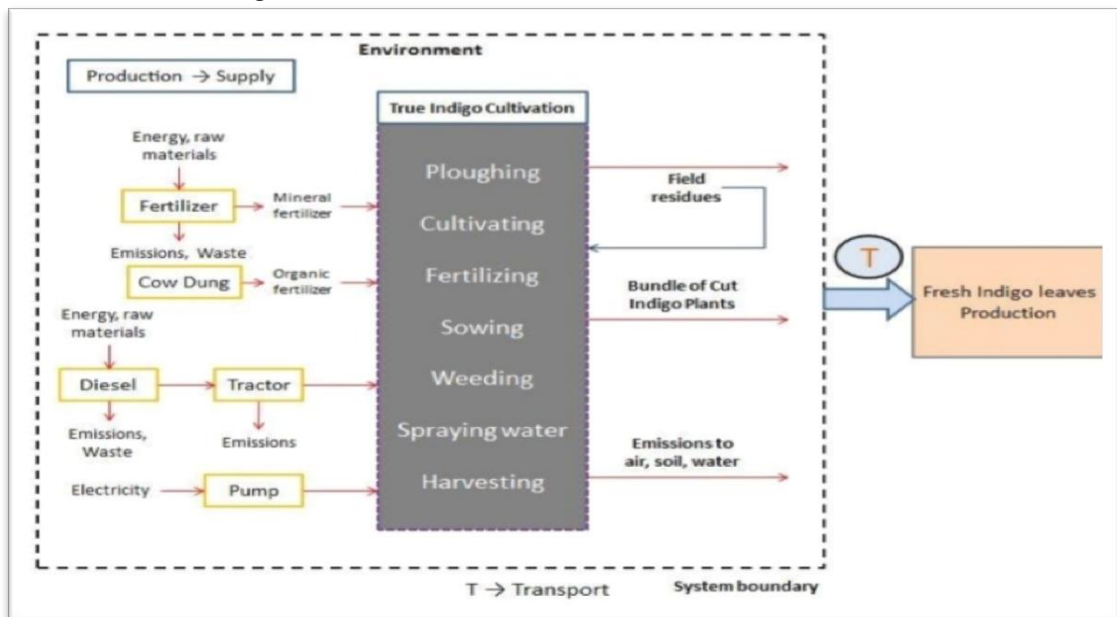 Environment
Production → Supply
True Indigo Cultivation
Energy, raw
materials
Fertilizer
Mineral
fertilizer
Emissions, Waste
Cow Dung
Organic
fertilizer
Energy, raw
materials
Diesel
Tractor
Emissions,
Waste
Emissions
Electricity
Pump
Ploughing
Cultivating
Fertilizing
Sowing
Weeding
Spraying water
Harvesting
Field
residues
Bundle of Cut
Indigo Plants
Emissions to
air, soil, water
T
Fresh Indigo leaves
Production
T → Transport
System boundary